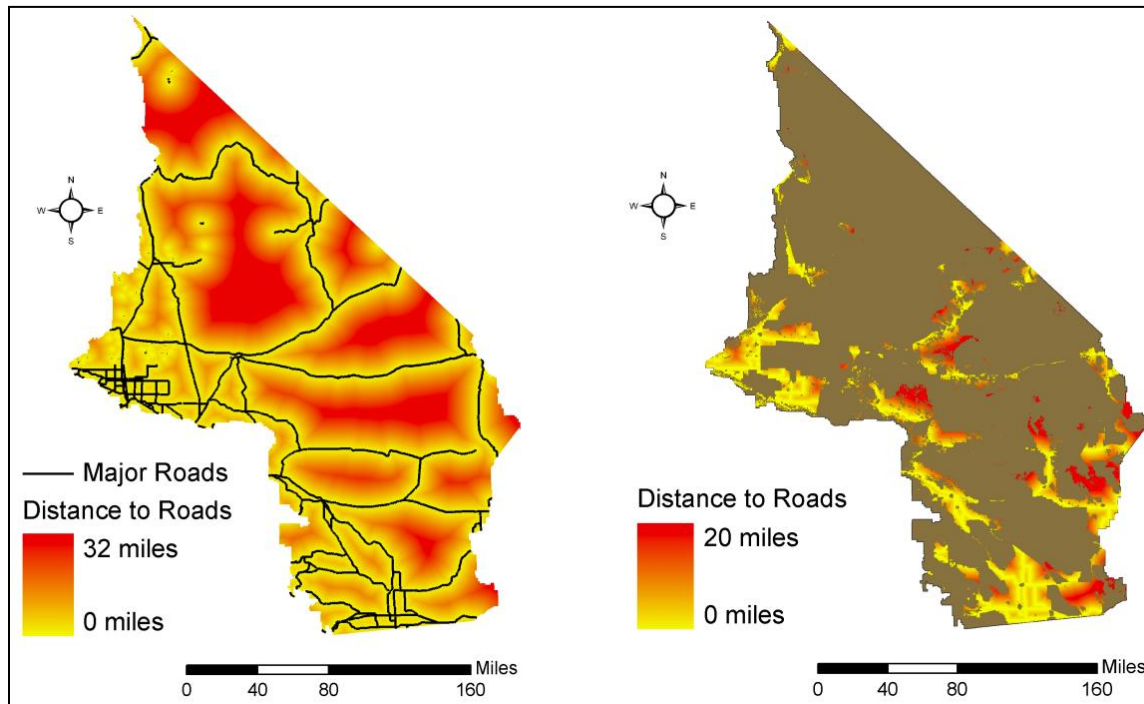 N
W E
S
Major Roads
Distance to Roads
32 miles
0 miles
Miles
0 40 80 160
N
W E
S
Distance to Roads
20 miles
0 miles
Miles
0 40 80 160